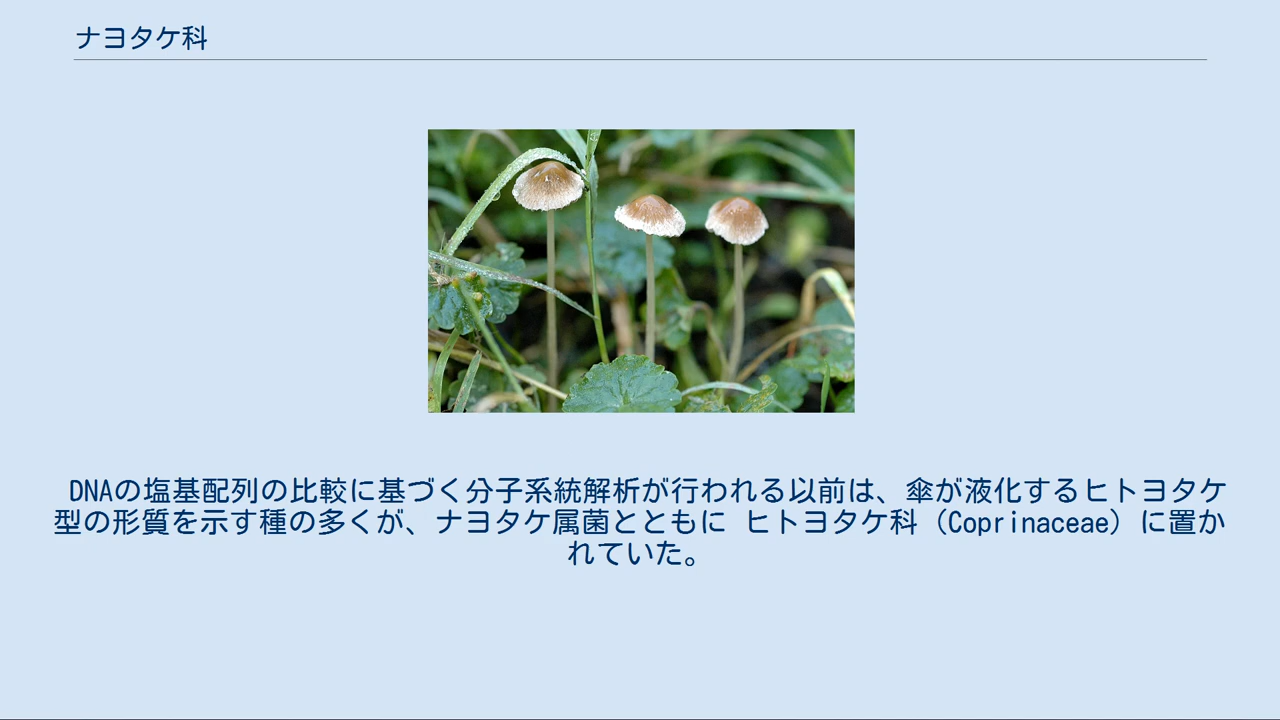 ナヨタケ科
DNAの塩基配列の比較に基づく分子系統解析が行われる以前は、傘が液化するヒトヨタケ
型の形質を示す種の多くが、ナヨタケ属菌とともに ヒトヨタケ科（Coprinaceae）に置か
れていた。